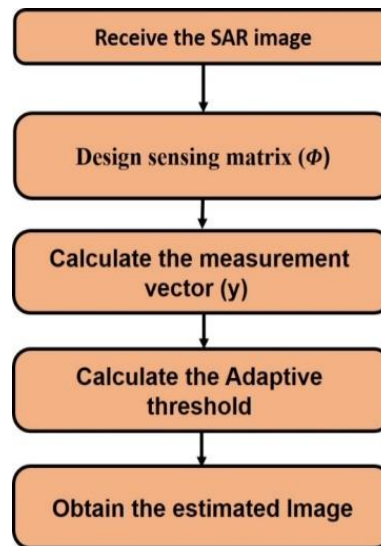 Receive the SAR image
Design sensing matrix (Φ)
Calculate the measurement
vector (y)
Calculate the Adaptive
threshold
Obtain the estimated Image